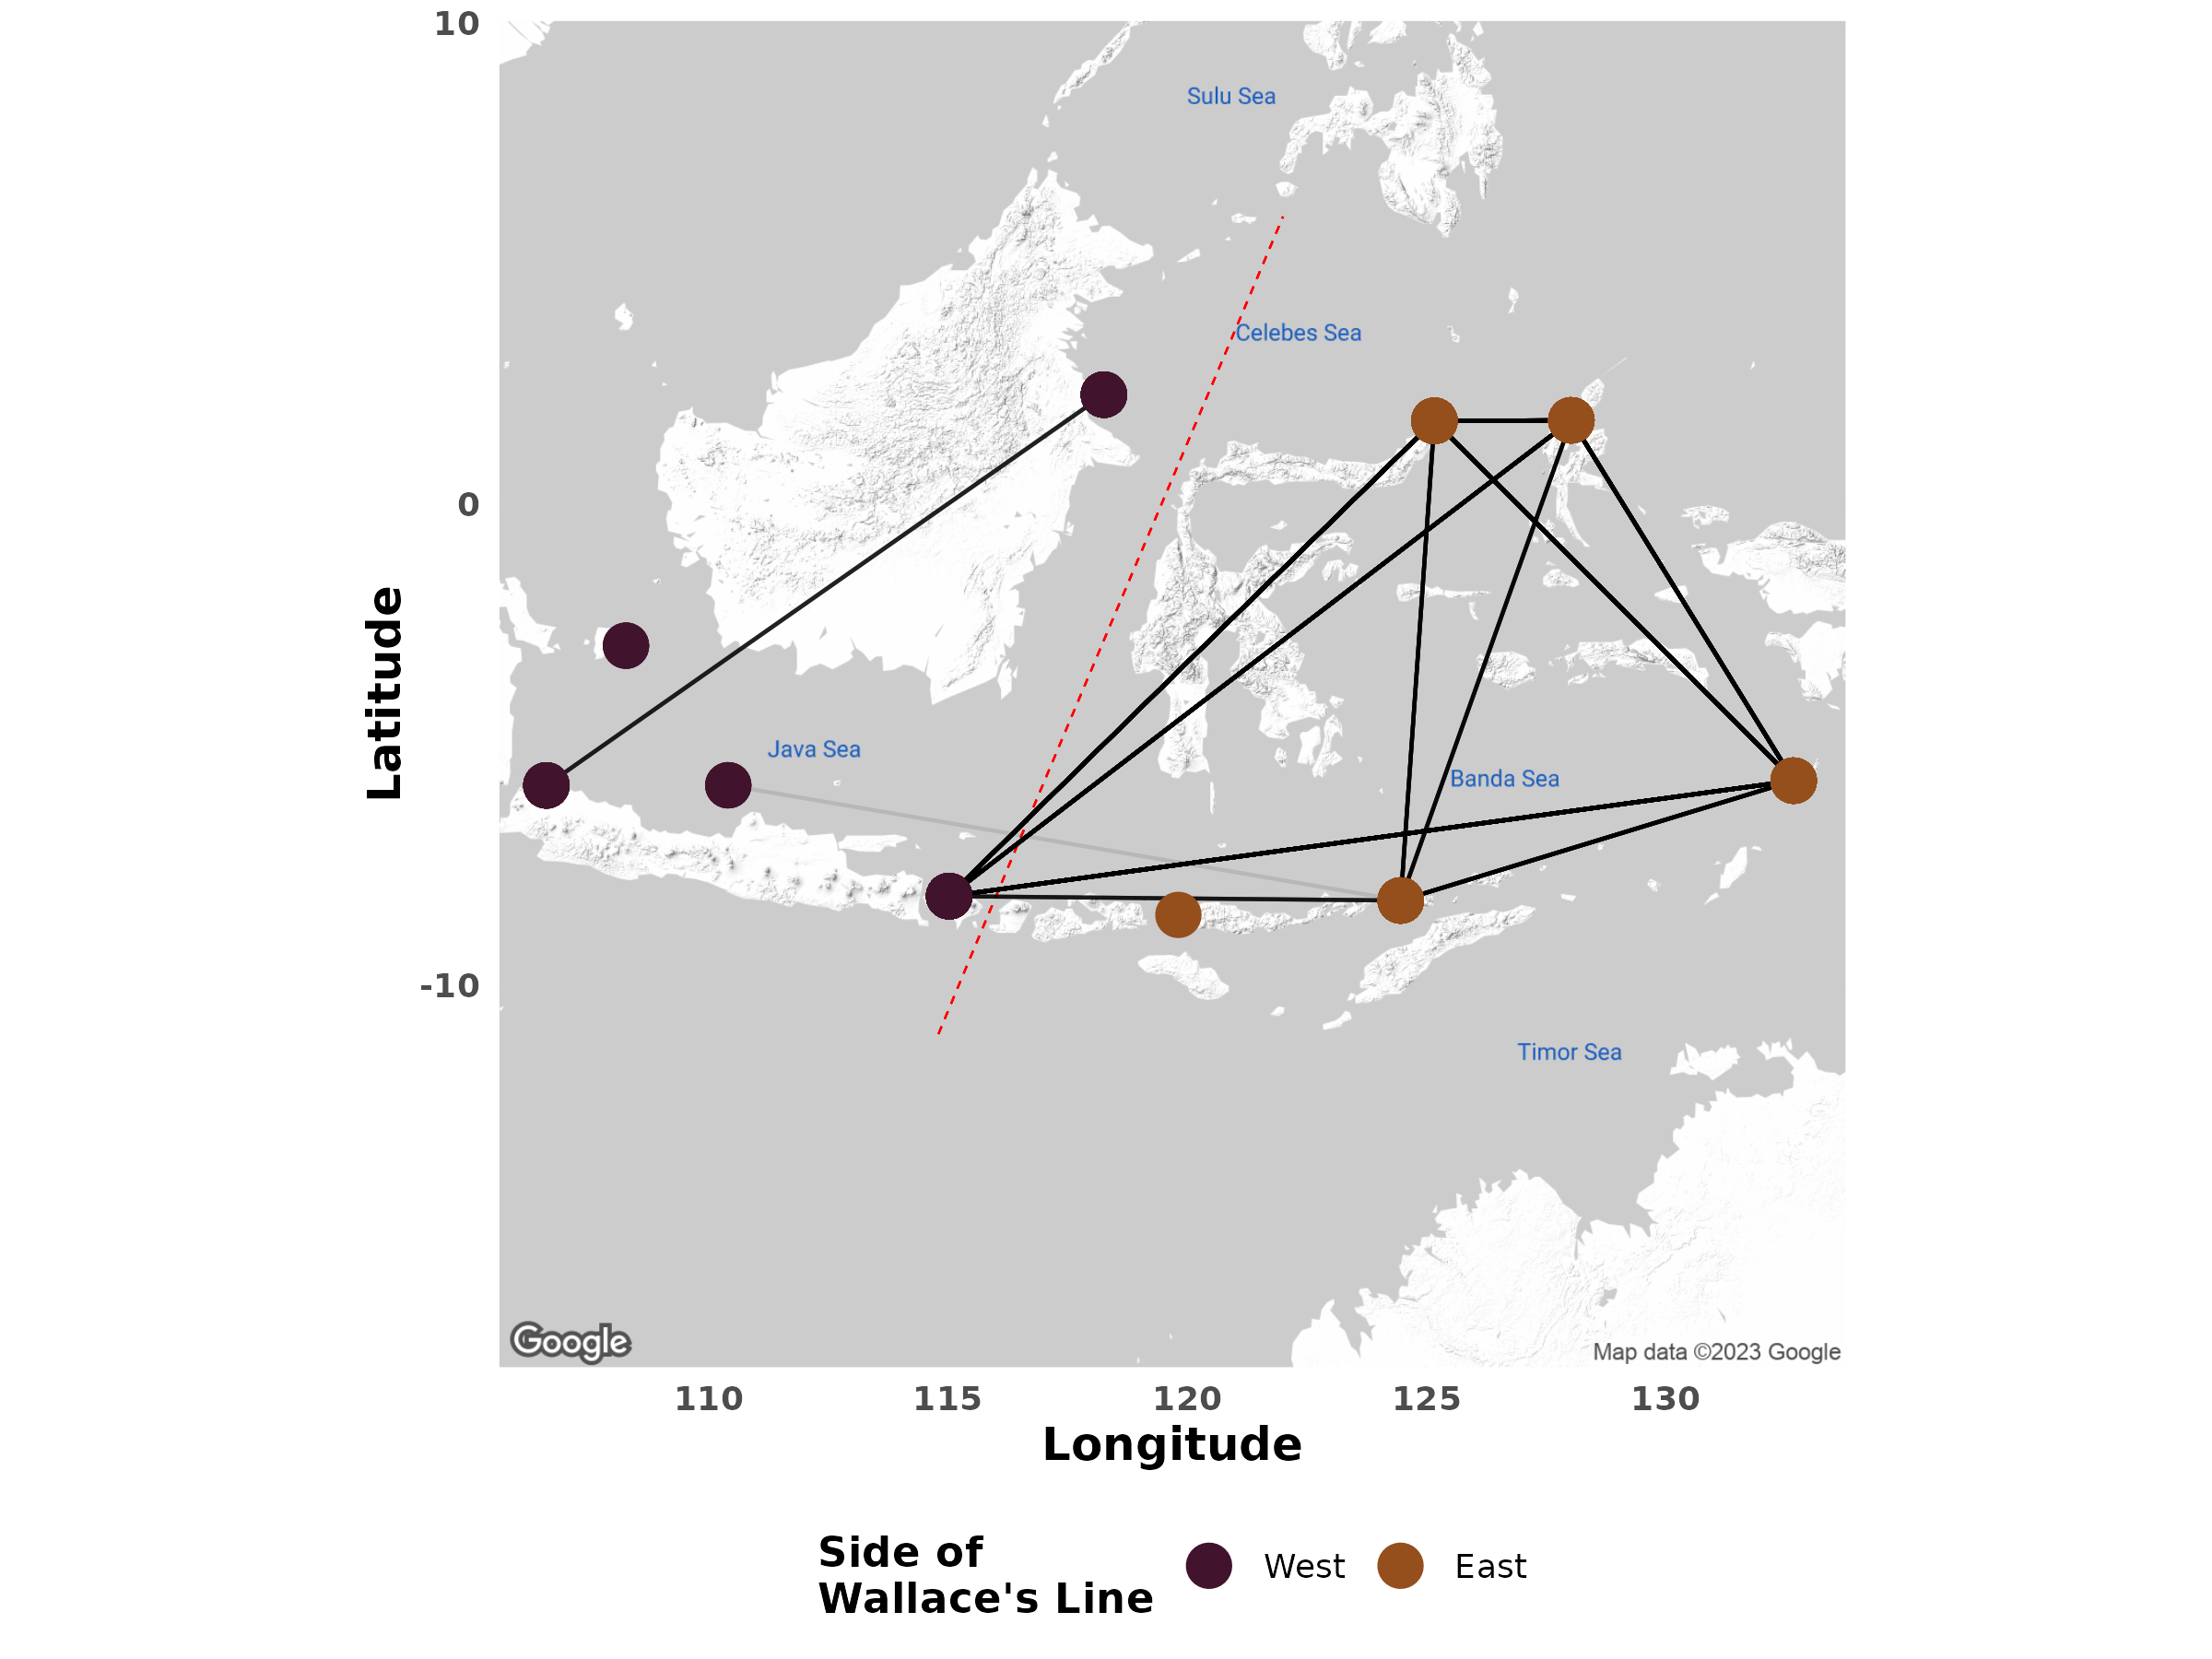 10
Sulu Sea
Celebes Sea
0
Latitude
Java Sea
Banda Sea
-10
Timor Sea
Google
Map data ©2023 Google
110 115 120 125 130
Longitude
Side of
Wallace's Line
West East